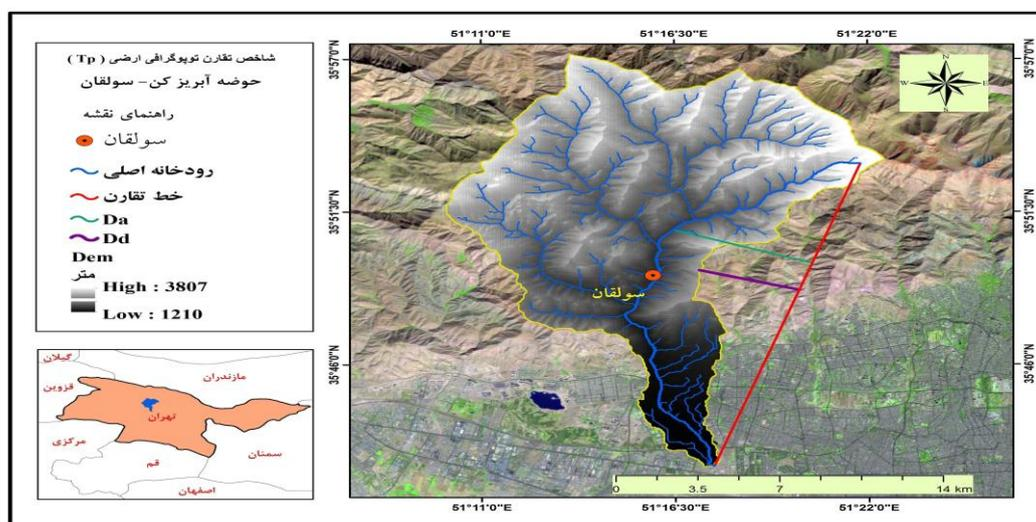 شاخص تقارن توپوگرافی ارضی ( Tp )
حوضه آبریز کن- سولقان
راهنمای نقشه
سولقان
رودخانه اصلی
خط تقارن
Da
Dd
Dem
متر
High : 3807
Low : 1210
گیلان
قزوین
مازندران
تهران
مرکزی
قم
سمنان
اصفهان
51°11'0"E
51°16'30"E
51°22'0"E
35°57'0"N
35°57'0"N
35°51'30"N
35°51'30"N
35°46'0"N
35°46'0"N
N
W
E
S
سولقان
0
3.5
7
14 km
51°11'0"E
51°16'30"E
51°22'0"E